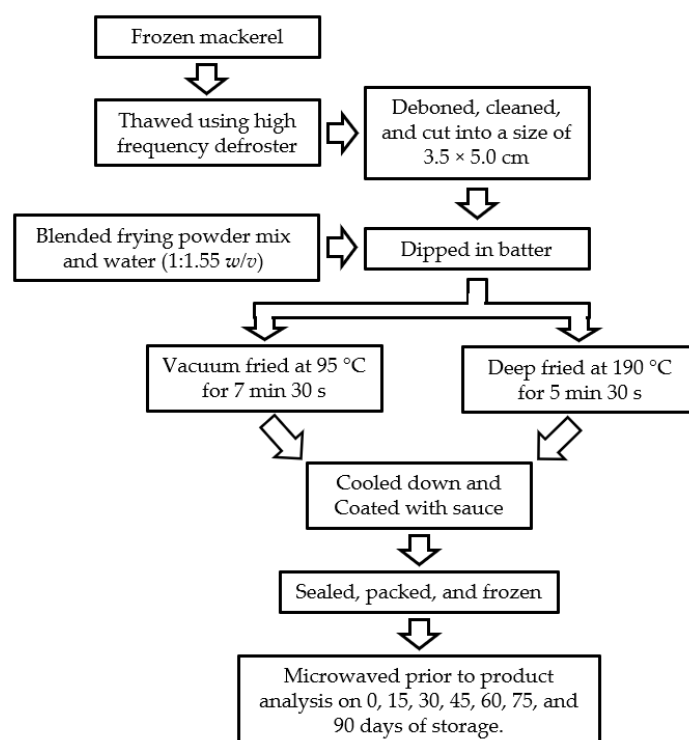 Frozen mackerel
Thawed using high
frequency defroster
Deboned, cleaned,
and cut into a size of
3.5 × 5.0 cm
Blended frying powder mix
and water (1:1.55 w/v)
Dipped in batter
Vacuum fried at 95 °C
for 7 min 30 s
Deep fried at 190 °C
for 5 min 30 s
Cooled down and
Coated with sauce
Sealed, packed, and frozen
Microwaved prior to product
analysis on 0, 15, 30, 45, 60, 75, and
90 days of storage.